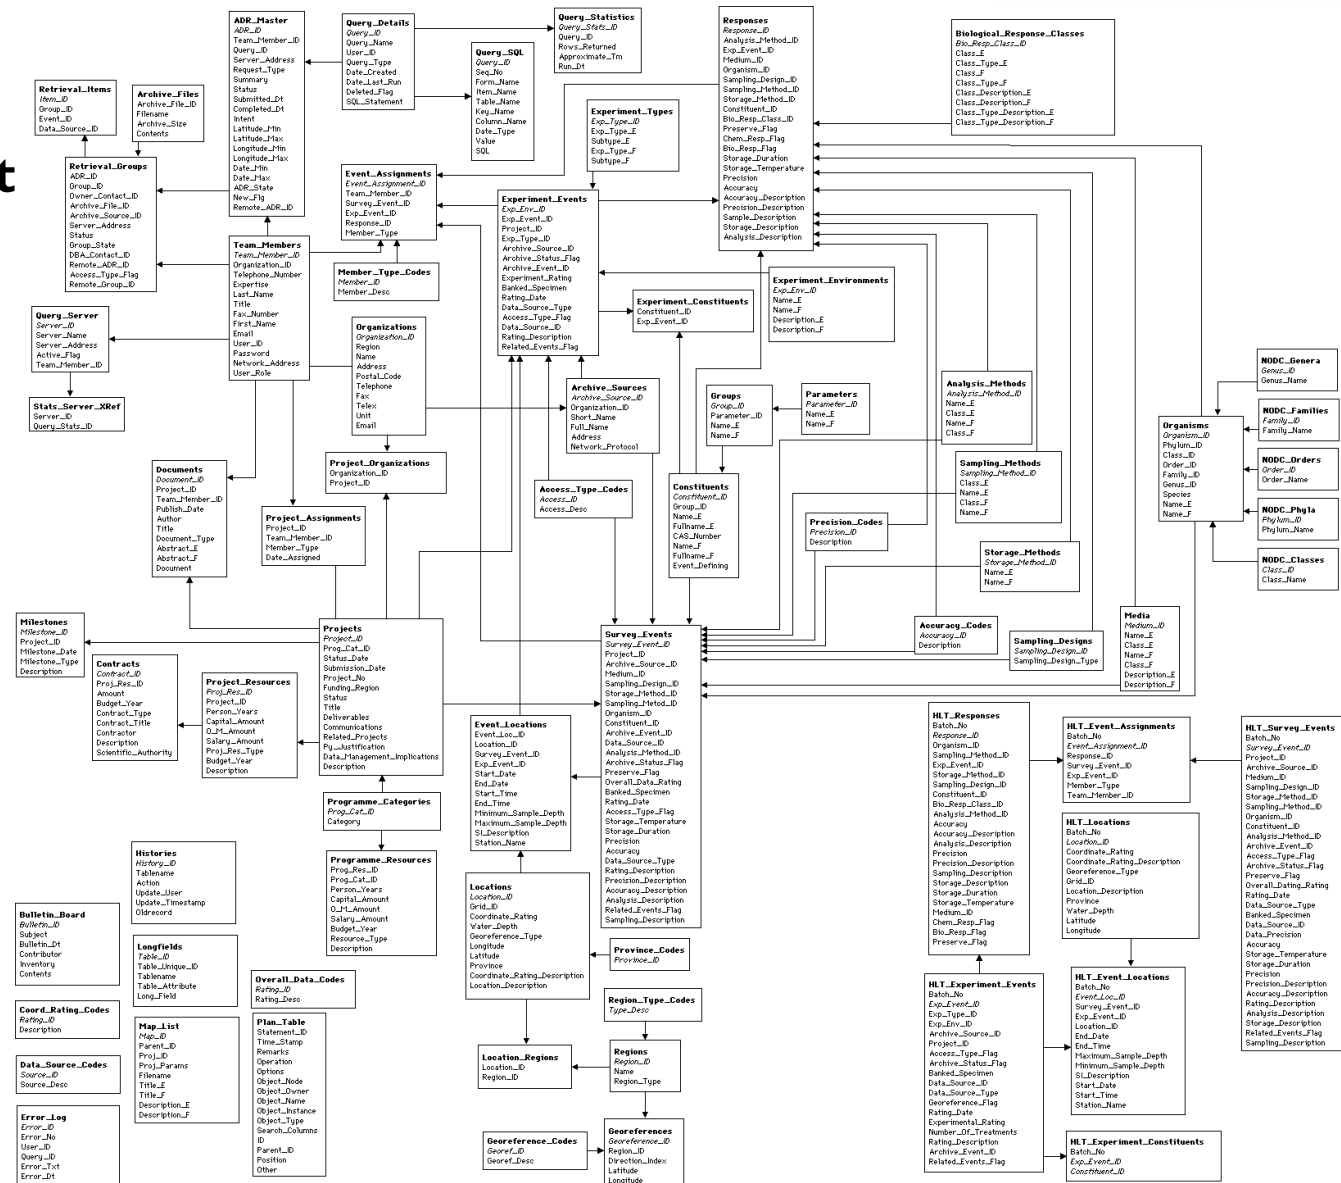 t
ADR_Master
ADR_ID
Team_Member_ID
Query_ID
Server_Address
Request_Type
Summary
Status
Submitted_Dt
Completed_Dt
Intent
Latitude_Min
Latitude_Max
Longitude_Min
Longitude_Max
Date_Min
Date_Max
ADR_State
New_Flg
Remote_ADR_ID
Query_Details
Query_ID
Query_Name
User_ID
Query_Type
Date_Created
Date_Last_Run
Deleted_Flag
SQL_Statement
Query_SQL
Query_ID
Seq_No
Form_Name
Item_Name
Table_Name
Key_Name
Column_Name
Date_Type
Value
SQL
Query_Statistics
Query_Stats_ID
Query_ID
Rows_Returned
Approximate_Tm
Run_Dt
Responses
Response_ID
Analysis_Method_ID
Exp_Event_ID
Medium_ID
Organism_ID
Sampling_Design_ID
Sampling_Method_ID
Storage_Method_ID
Constituent_ID
Bio_Resp_Class_ID
Preserve_Flag
Chem_Resp_Flag
Bio_Resp_Flag
Storage_Duration
Storage_Temperature
Precision
Accuracy
Accuracy_Description
Precision_Description
Sample_Description
Storage_Description
Analysis_Description
Biological_Response_Classes
Bio_Resp_Class_ID
Class_E
Class_Type_E
Class_F
Class_Type_F
Class_Description_E
Class_Description_F
Class_Type_Description_E
Class_Type_Description_F
Retrieval_Items
Item_ID
Group_ID
Event_ID
Data_Source_ID
Archive_Files
Archive_File_ID
Filename
Archive_Size
Contents
Retrieval_Groups
ADR_ID
Group_ID
Owner_Contact_ID
Archive_File_ID
Archive_Source_ID
Server_Address
Status
Group_State
DBA_Contact_ID
Remote_ADR_ID
Access_Type_Flag
Remote_Group_ID
Experiment_Types
Exp_Type_ID
Exp_Type_E
Subtype_E
Exp_Type_F
Subtype_F
Event_Assignments
Event_Assignment_ID
Team_Member_ID
Survey_Event_ID
Exp_Event_ID
Response_ID
Member_Type
Experiment_Events
Exp_Env_ID
Exp_Event_ID
Project_ID
Exp_Type_ID
Archive_Source_ID
Archive_Status_Flag
Archive_Event_ID
Experiment_Rating
Banked_Specimen
Rating_Date
Data_Source_Type
Access_Type_Flag
Data_Source_ID
Rating_Description
Related_Events_Flag
Team_Members
Team_Member_ID
Organization_ID
Telephone_Number
Expertise
Last_Name
Title
Fax_Number
First_Name
Email
User_ID
Password
Network_Address
User_Role
Member_Type_Codes
Member_ID
Member_Desc
Experiment_Environments
Exp_Env_ID
Name_E
Name_F
Description_E
Description_F
Experiment_Constituents
Constituent_ID
Exp_Event_ID
Query_Server
Server_ID
Server_Name
Server_Address
Active_Flag
Team_Member_ID
Organizations
Organization_ID
Region
Name
Address
Postal_Code
Telephone
Fax
Telex
Unit
Email
Stats_Server_XRef
Server_ID
Query_Stats_ID
Archive_Sources
Archive_Source_ID
Organization_ID
Short_Name
Full_Name
Address
Network_Protocol
Groups
Group_ID
Parameter_ID
Name_E
Name_F
Parameters
Parameter_ID
Name_E
Name_F
Analysis_Methods
Analysis_Method_ID
Name_E
Class_E
Name_F
Class_F
NODC_Genera
Genus_ID
Genus_Name
NODC_Families
Family_ID
Family_Name
Organisms
Organism_ID
Phylum_ID
Class_ID
Order_ID
Family_ID
Genus_ID
Species
Name_E
Name_F
NODC_Orders
Order_ID
Order_Name
NODC_Phyla
Phylum_ID
Phylum_Name
NODC_Classes
Class_ID
Class_Name
Documents
Document_ID
Project_ID
Team_Member_ID
Publish_Date
Author
Title
Document_Type
Abstract_E
Abstract_F
Document
Project_Organizations
Organization_ID
Project_ID
Project_Assignments
Project_ID
Team_Member_ID
Member_Type
Date_Assigned
Access_Type_Codes
Access_ID
Access_Desc
Constituents
Constituent_ID
Group_ID
Name_E
Fullname_E
CAS_Number
Name_F
Fullname_F
Event_Defining
Sampling_Methods
Sampling_Method_ID
Class_E
Name_E
Class_F
Name_F
Precision_Codes
Precision_ID
Description
Storage_Methods
Storage_Method_ID
Name_E
Name_F
Accuracy_Codes
Accuracy_ID
Description
Sampling_Designs
Sampling_Design_ID
Sampling_Design_Type
Media
Medium_ID
Name_E
Class_E
Name_F
Class_F
Description_E
Description_F
Milestones
Milestone_ID
Project_ID
Milestone_Date
Milestone_Type
Description
Contracts
Contract_ID
Proj_Res_ID
Amount
Budget_Year
Contract_Type
Contract_Title
Contractor
Description
Scientific_Authority
Project_Resources
Proj_Res_ID
Project_ID
Person_Years
Capital_Amount
O_M_Amount
Salary_Amount
Proj_Res_Type
Budget_Year
Description
Projects
Project_ID
Prog_Cat_ID
Status_Date
Submission_Date
Project_No
Funding_Region
Status
Title
Deliverables
Communications
Related_Projects
Py_Justification
Data_Management_Implications
Description
Survey_Events
Survey_Event_ID
Project_ID
Archive_Source_ID
Medium_ID
Sampling_Design_ID
Storage_Method_ID
Sampling_Metod_ID
Organism_ID
Constituent_ID
Archive_Event_ID
Data_Source_ID
Analysis_Method_ID
Archive_Status_Flag
Preserve_Flag
Overall_Data_Rating
Banked_Specimen
Rating_Date
Access_Type_Flag
Storage_Temperature
Storage_Duration
Precision
Accuracy
Data_Source_Type
Rating_Description
Precision_Description
Accuracy_Description
Analysis_Description
Related_Events_Flag
Sampling_Description
Event_Locations
Event_Loc_ID
Location_ID
Survey_Event_ID
Exp_Event_ID
Start_Date
End_Date
Start_Time
End_Time
Minimum_Sample_Depth
Maximum_Sample_Depth
SI_Description
Station_Name
Programme_Categories
Prog_Cat_ID
Category
Programme_Resources
Prog_Res_ID
Prog_Cat_ID
Person_Years
Capital_Amount
O_M_Amount
Salary_Amount
Budget_Year
Resource_Type
Description
Locations
Location_ID
Grid_ID
Coordinate_Rating
Water_Depth
Georeference_Type
Longitude
Latitude
Province
Coordinate_Rating_Description
Location_Description
Province_Codes
Province_ID
HLT_Responses
Batch_No
Response_ID
Organism_ID
Sampling_Method_ID
Exp_Event_ID
Storage_Method_ID
Sampling_Design_ID
Constituent_ID
Bio_Resp_Class_ID
Analysis_Method_ID
Accuracy
Accuracy_Description
Analysis_Description
Precision
Precision_Description
Sampling_Description
Storage_Description
Storage_Duration
Storage_Temperature
Medium_ID
Chem_Resp_Flag
Bio_Resp_Flag
Preserve_Flag
HLT_Event_Assignments
Batch_No
Event_Assignment_ID
Response_ID
Survey_Event_ID
Exp_Event_ID
Member_Type
Team_Member_ID
HLT_Survey_Events
Batch_No
Survey_Event_ID
Project_ID
Archive_Source_ID
Medium_ID
Sampling_Design_ID
Storage_Method_ID
Sampling_Method_ID
Organism_ID
Constituent_ID
Analysis_Method_ID
Archive_Event_ID
Access_Type_Flag
Archive_Status_Flag
Preserve_Flag
Overall_Dating_Rating
Rating_Date
Data_Source_Type
Banked_Specimen
Data_Source_ID
Data_Precision
Accuracy
Storage_Temperature
Storage_Duration
Precision
Precision_Description
Accuracy_Description
Rating_Description
Analysis_Description
Storage_Description
Related_Events_Flag
Sampling_Description
HLT_Locations
Batch_No
Location_ID
Coordinate_Rating
Coordinate_Rating_Description
Georeference_Type
Grid_ID
Location_Description
Province
Water_Depth
Latitude
Longitude
Histories
History_ID
Tablename
Action
Update_User
Update_Timestamp
Oldrecord
Bulletin_Board
Bulletin_ID
Subject
Bulletin_Dt
Contributor
Inventory
Contents
Longfields
Table_ID
Table_Unique_ID
Tablename
Table_Attribute
Long_Field
Overall_Data_Codes
Rating_ID
Rating_Desc
Coord_Rating_Codes
Rating_ID
Description
Map_List
Map_ID
Parent_ID
Proj_ID
Proj_Params
Filename
Title_E
Title_F
Description_E
Description_F
Plan_Table
Statement_ID
Time_Stamp
Remarks
Operation
Options
Object_Node
Object_Owner
Object_Name
Object_Instance
Object_Type
Search_Columns
ID
Parent_ID
Position
Other
Data_Source_Codes
Source_ID
Source_Desc
Error_Log
Error_ID
Error_No
User_ID
Query_ID
Error_Txt
Error_Dt
Region_Type_Codes
Type_Desc
Location_Regions
Location_ID
Region_ID
Regions
Region_ID
Name
Region_Type
Georeference_Codes
Georef_ID
Georef_Desc
Georeferences
Georeference_ID
Region_ID
Direction_Index
Latitude
Longitude
HLT_Experiment_Events
Batch_No
Exp_Event_ID
Exp_Type_ID
Exp_Env_ID
Archive_Source_ID
Project_ID
Access_Type_Flag
Archive_Status_Flag
Banked_Specimen
Data_Source_ID
Data_Source_Type
Georeference_Flag
Rating_Date
Experimental_Rating
Number_Of_Treatments
Rating_Description
Archive_Event_ID
Related_Events_Flag
HLT_Event_Locations
Batch_No
Event_Loc_ID
Survey_Event_ID
Exp_Event_ID
Location_ID
End_Date
End_Time
Maximum_Sample_Depth
Minimum_Sample_Depth
SI_Description
Start_Date
Start_Time
Station_Name
HLT_Experiment_Constituents
Batch_No
Exp_Event_ID
Constituent_ID